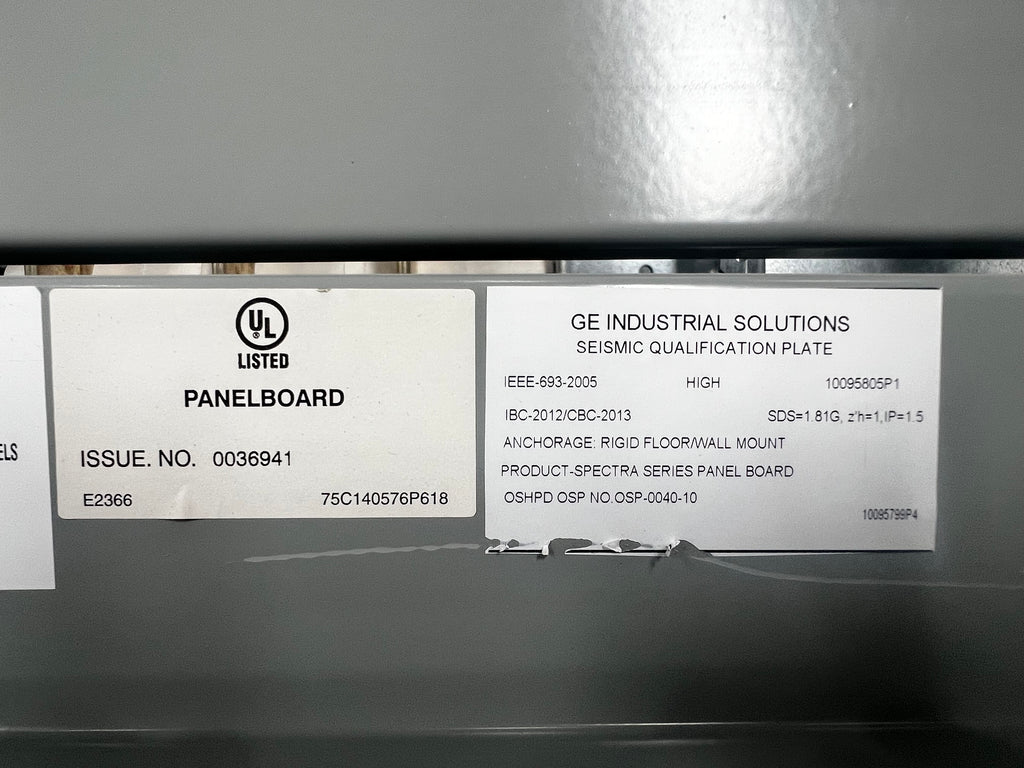 ELS
UL
®
LISTED
PANELBOARD
ISSUE. NO. 0036941
E2366 75C140576P618
GE INDUSTRIAL SOLUTIONS
SEISMIC QUALIFICATION PLATE
IEEE-693-2005 HIGH 10095805P1
IBC-2012/CBC-2013 SDS=1.81G, z'h=1,IP=1.5
ANCHORAGE: RIGID FLOOR/WALL MOUNT
PRODUCT-SPECTRA SERIES PANEL BOARD
OSHPD OSP NO.OSP-0040-10
10095799P4